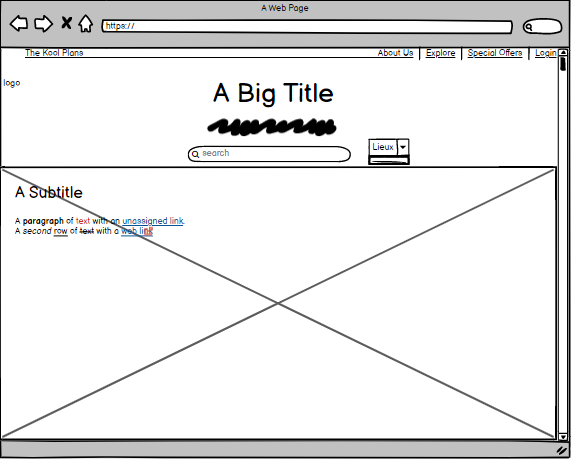 A Web Page
https://
The Kool Plans
About Us
Explore
Special Offers
Login
logo
A Big Title
search
Lieux
A Subtitle
A paragraph of text with an unassigned link.
A second row of text with a web link